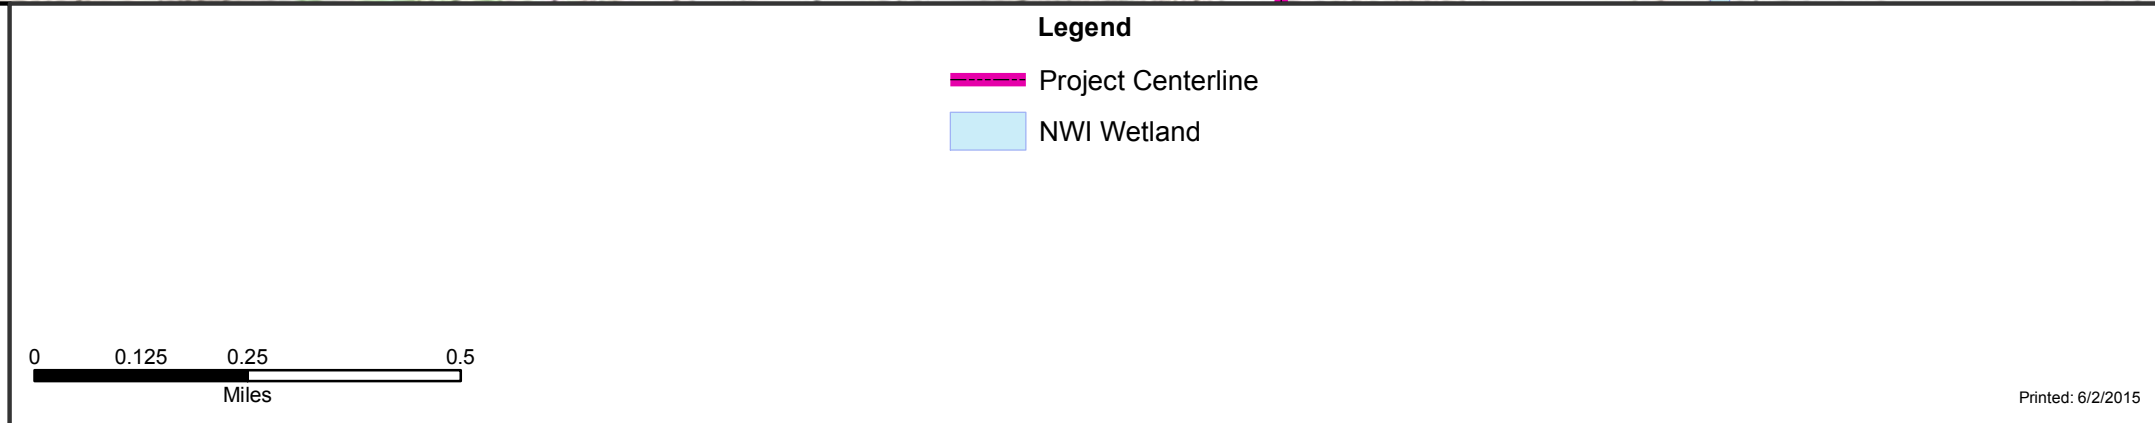 Legend
Project Centerline
NWI Wetland
0 0.125 0.25 0.5
Miles
Printed: 6/2/2015